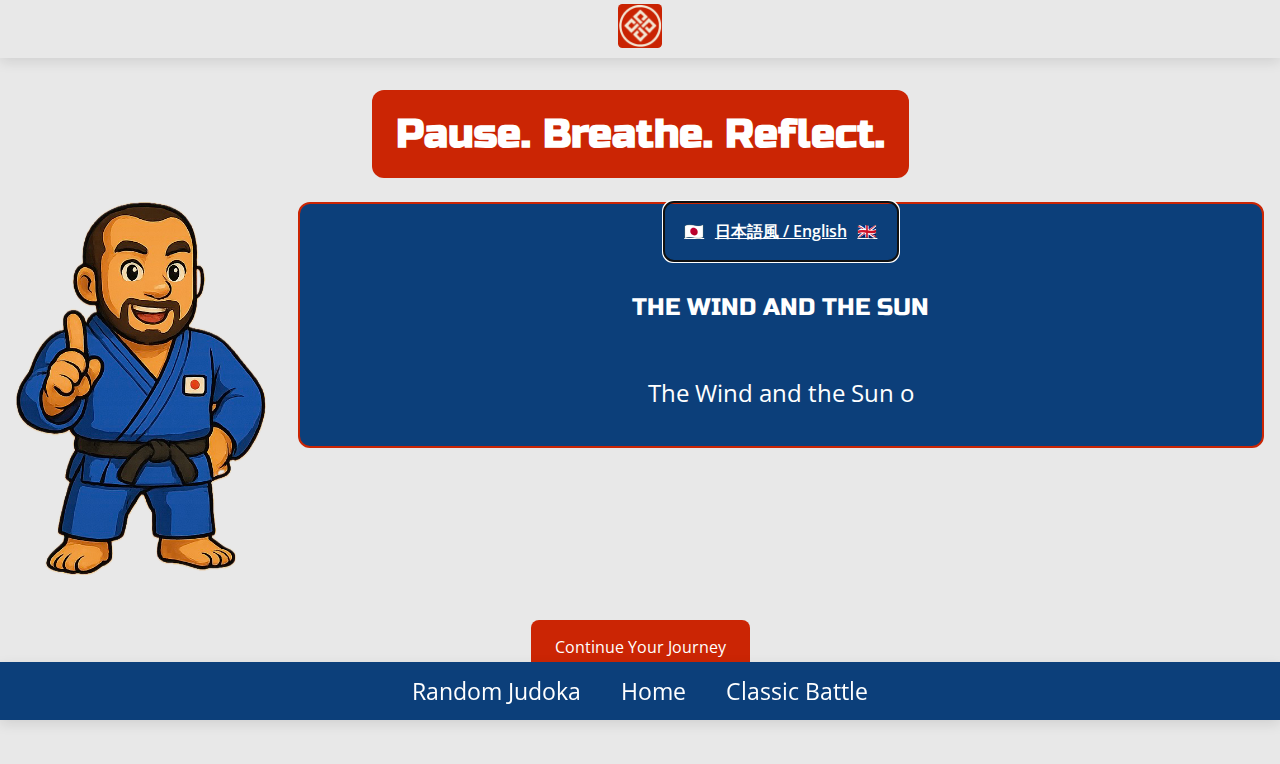 Pause. Breathe. Reflect.
日本語風 / English
THE WIND AND THE SUN
The Wind and the Sun o
Continue Your Journey
Random Judoka Home Classic Battle